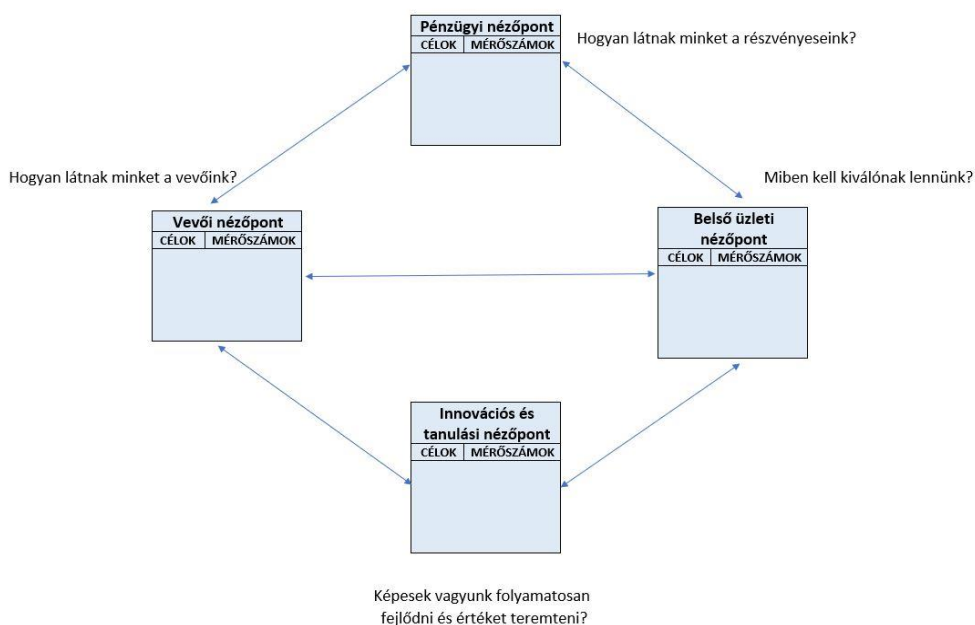 Pénzügyi nézőpont
CÉLOK MÉRŐSZÁMOK
Hogyan látnak minket a részvényeseink?
Hogyan látnak minket a vevőink?
Miben kell kiválónak lennünk?
Vevői nézőpont
CÉLOK MÉRŐSZÁMOK
Belső üzleti
nézőpont
CÉLOK MÉRŐSZÁMOK
Innovációs és
tanulási nézőpont
CÉLOK MÉRŐSZÁMOK
Képesek vagyunk folyamatosan
fejlődni és értéket teremteni?